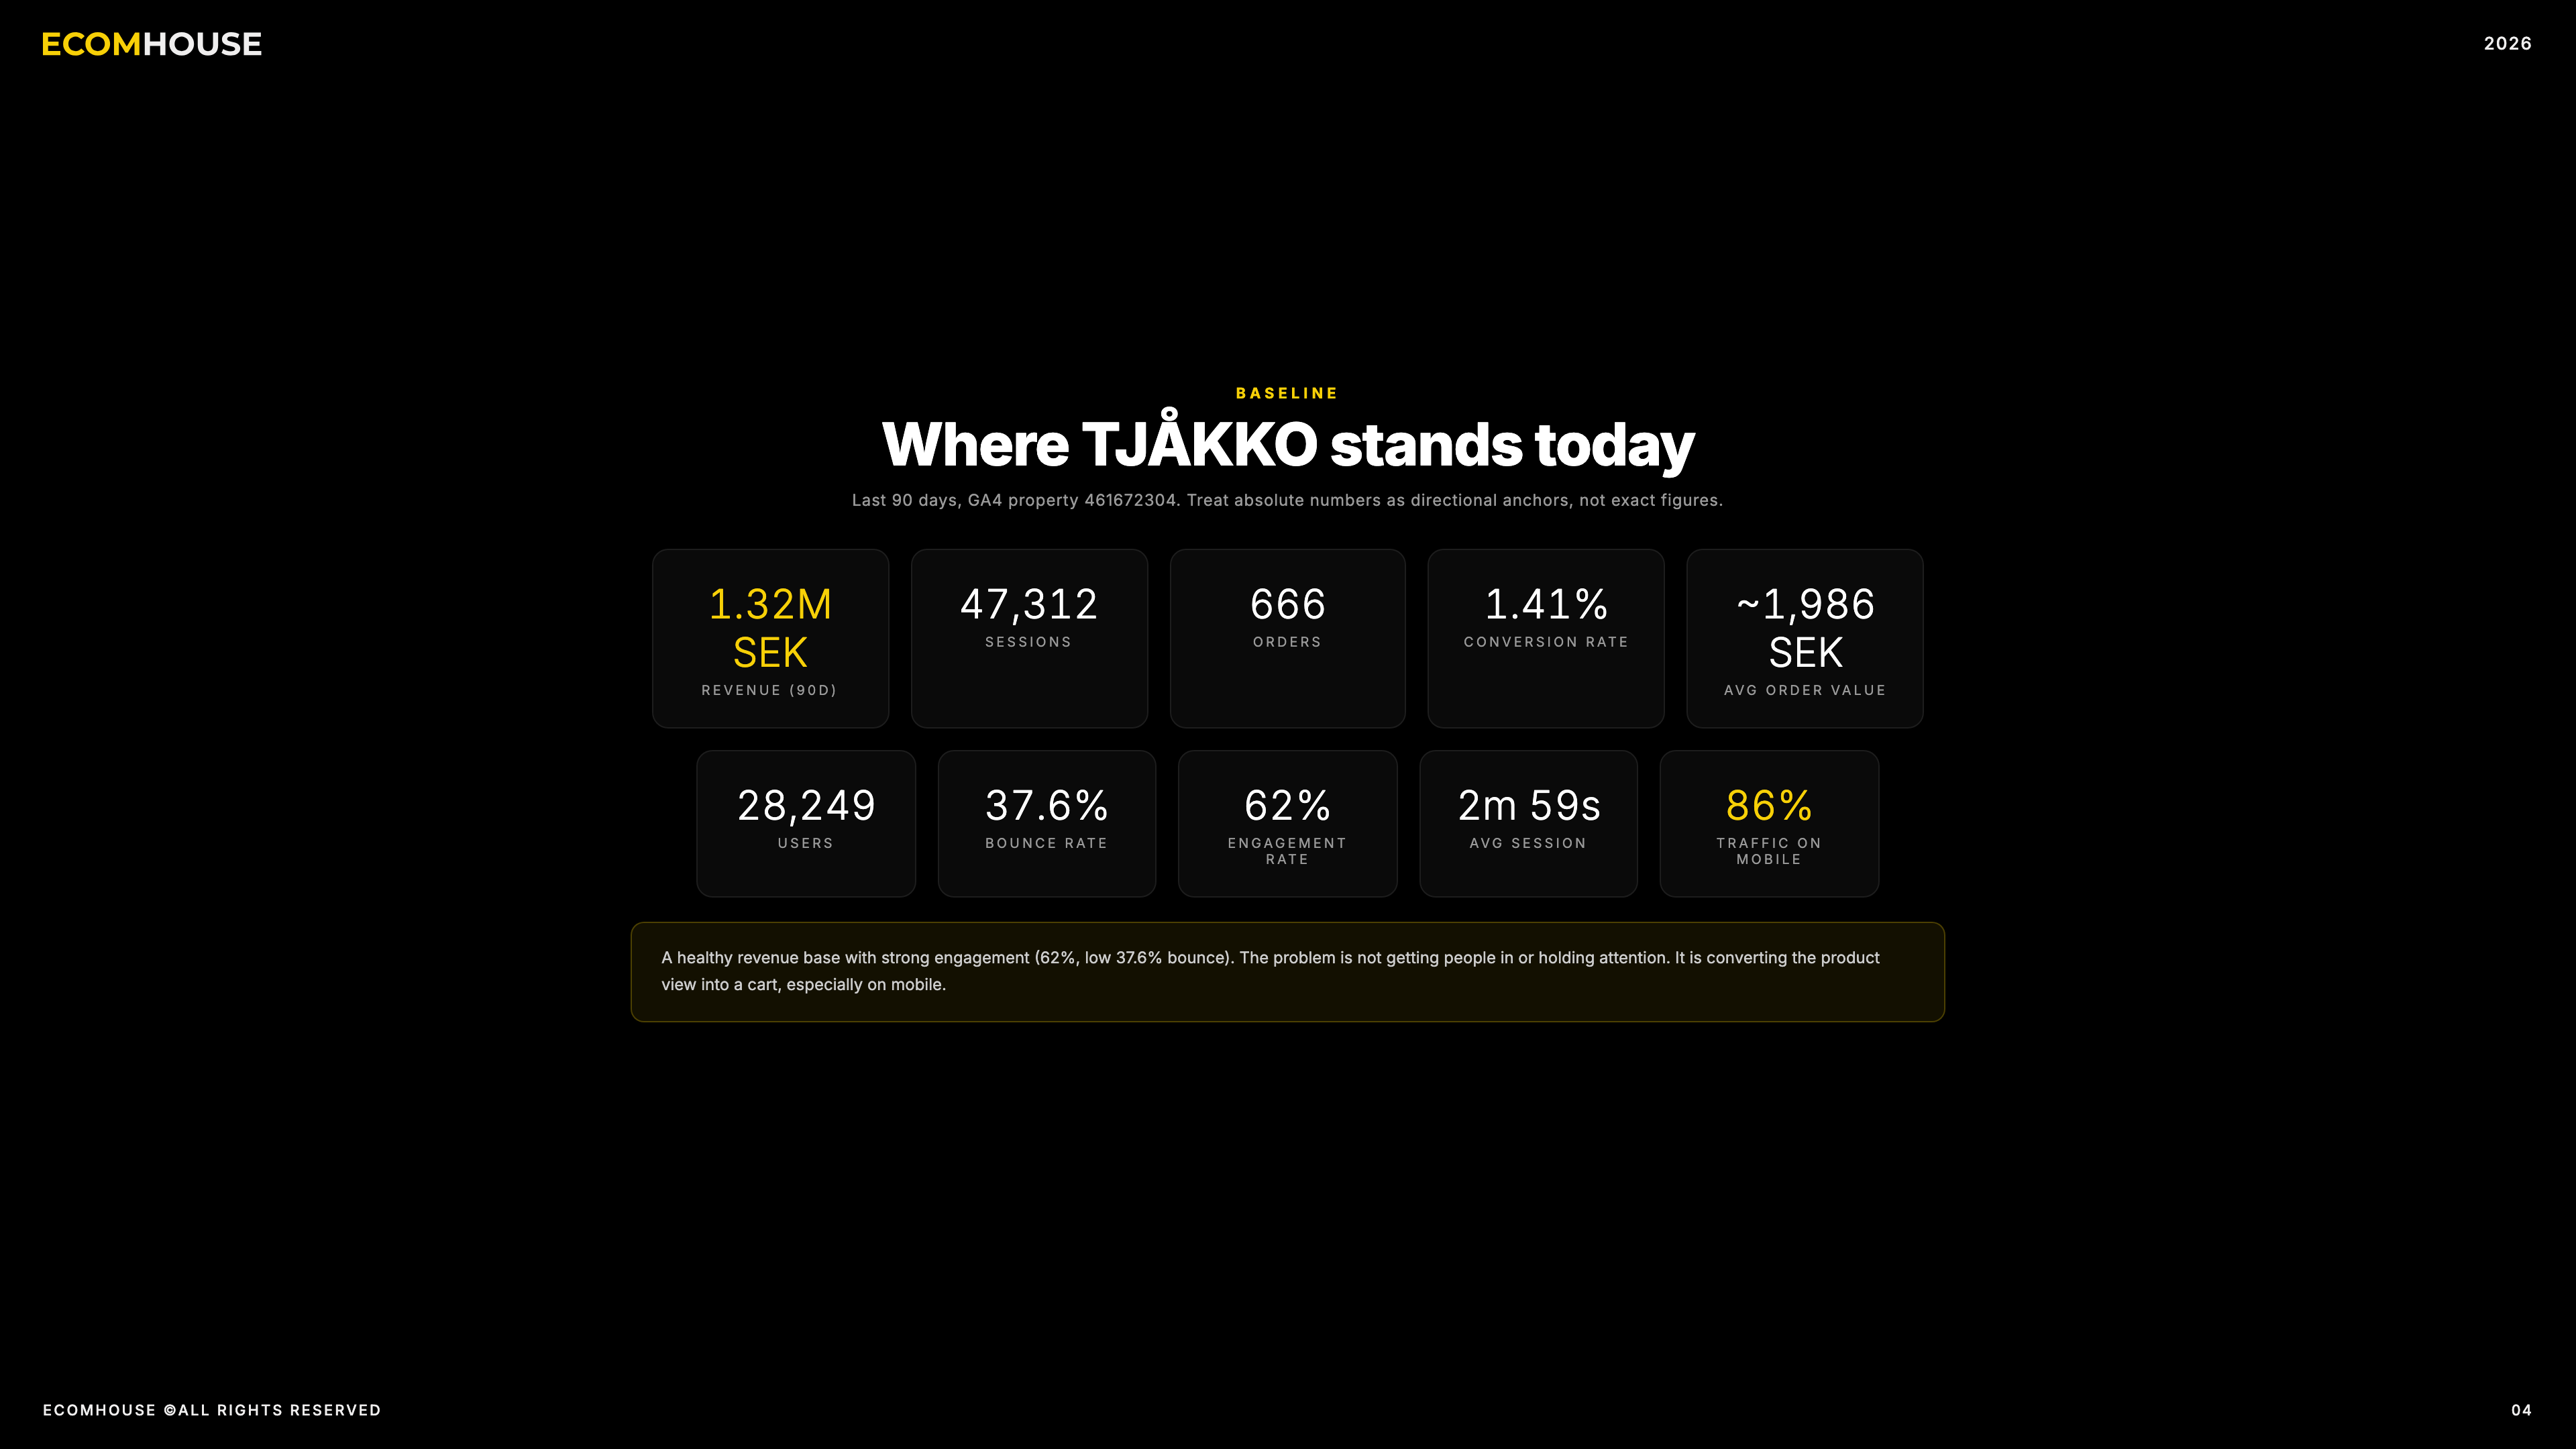 ECOMHOUSE
2026
BASELINE
Where TJÅKKO stands today
Last 90 days, GA4 property 461672304. Treat absolute numbers as directional anchors, not exact figures.
1.32M
SEK
REVENUE (90D)
47,312
SESSIONS
666
ORDERS
1.41%
CONVERSION RATE
~1,986
SEK
AVG ORDER VALUE
28,249
USERS
37.6%
BOUNCE RATE
62%
ENGAGEMENT
RATE
2m 59s
AVG SESSION
86%
TRAFFIC ON
MOBILE
A healthy revenue base with strong engagement (62%, low 37.6% bounce). The problem is not getting people in or holding attention. It is converting the product
view into a cart, especially on mobile.
ECOMHOUSE ©ALL RIGHTS RESERVED
04